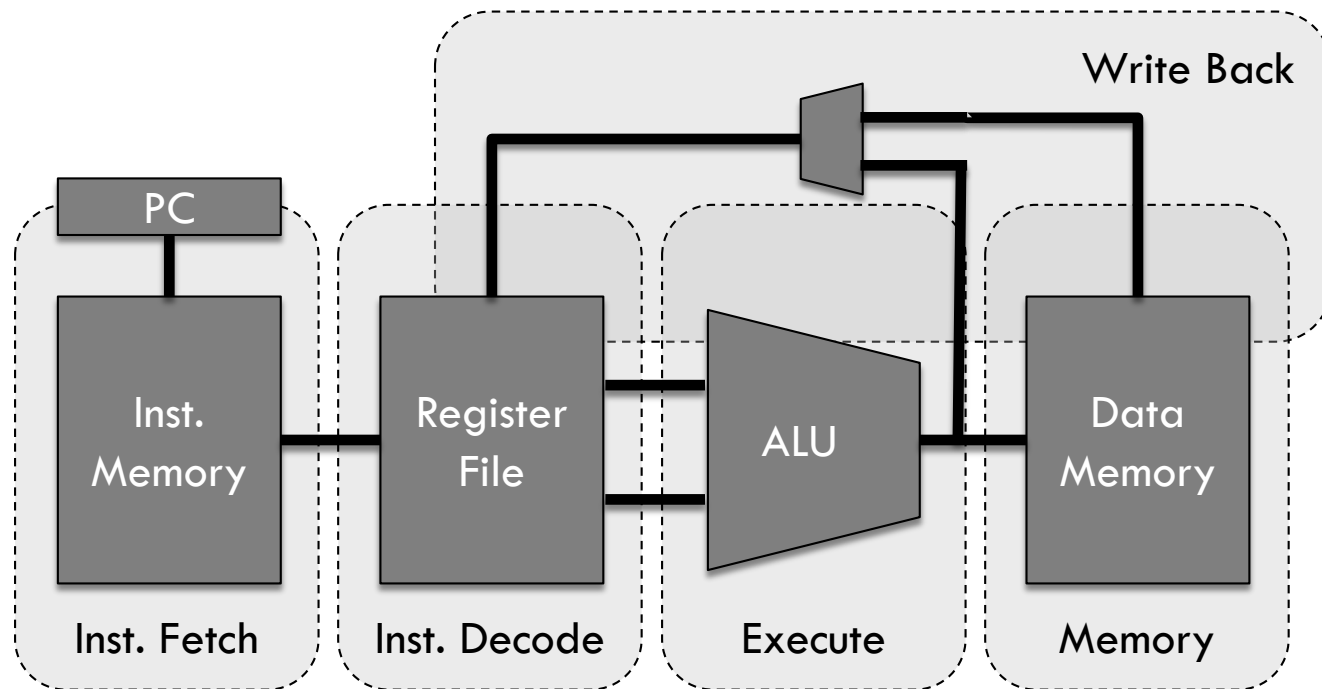 Write Back
PC
Inst.
Memory
Register
File
ALU
Data
Memory
Inst. Fetch
Inst. Decode
Execute
Memory